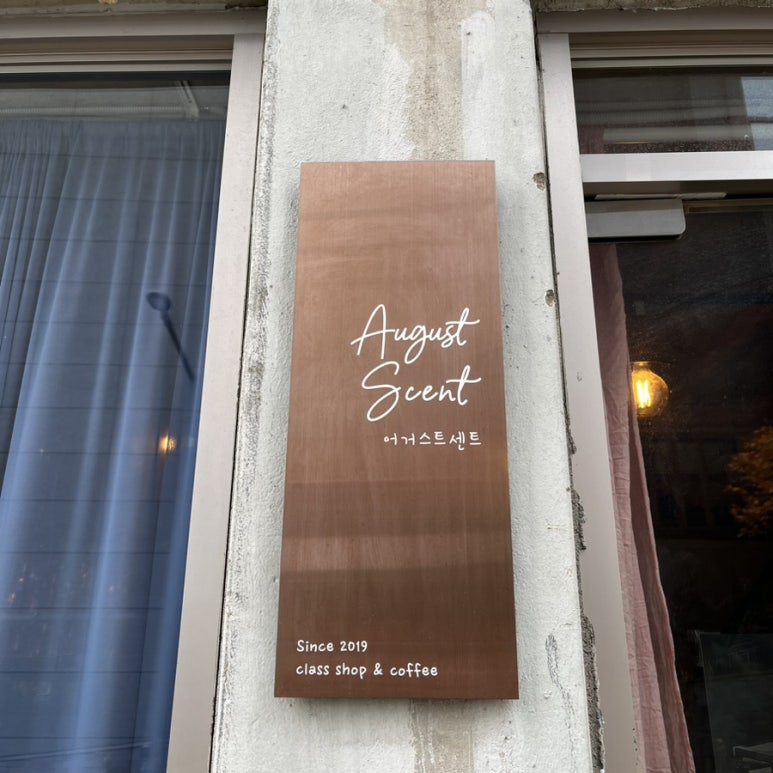 August
Scent
어거스트센트
Since 2019
class shop & coffee